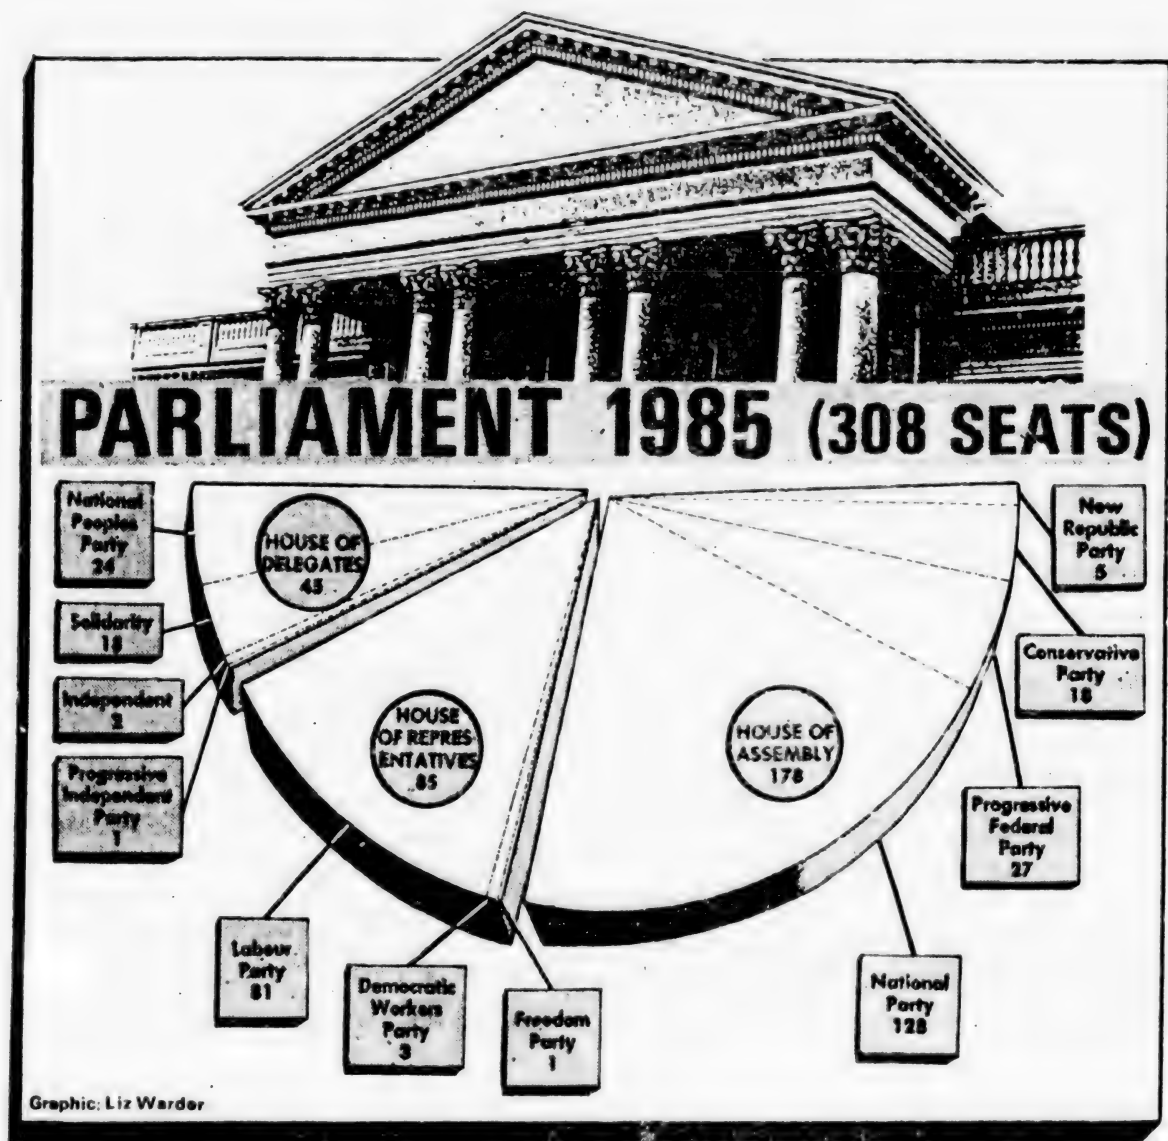 PARLIAMENT 1985 (308 SEATS)
National
Peoples
Party
24
Solidarity
18
Independent
2
Progressive
Independent
Party
1
HOUSE OF
DELEGATES
45
HOUSE
OF REPRES-
ENTATIVES
85
HOUSE OF
ASSEMBLY
178
New
Republic
Party
5
Conservative
Party
18
Progressive
Federal
Party
27
National
Party
128
Labour
Party
81
Democratic
Workers
Party
3
Freedom
Party
1
Graphic: Liz Warder